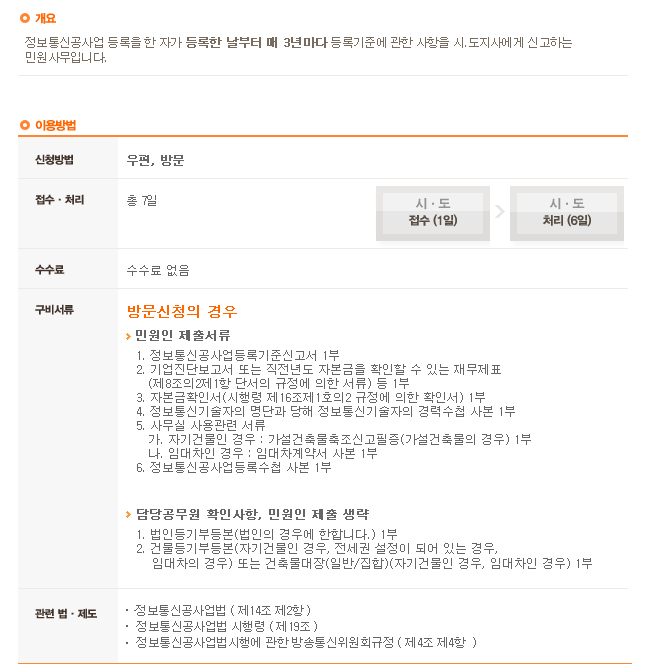 개요
정보통신공사업 등록을 한 자가 등록한 날부터 매 3년마다 등록기준에 관한 사항을 시.도지사에게 신고하는
민원사무입니다.
이용방법
신청방법
우편, 방문
접수 · 처리
총 7일
시 · 도
접수 (1일)
시 · 도
처리 (6일)
수수료
수수료 없음
구비서류
방문신청의 경우
민원인 제출서류
1. 정보통신공사업등록기준신고서 1부
2. 기업진단보고서 또는 직전년도 자본금을 확인할 수 있는 재무제표
(제8조의2제1항 단서의 규정에 의한 서류) 등 1부
3. 자본금확인서(시행령 제16조제1호의2 규정에 의한 확인서) 1부
4. 정보통신기술자의 명단과 당해 정보통신기술자의 경력수첩 사본 1부
5. 사무실 사용관련 서류
가. 자기건물인 경우 : 가설건축물축조신고필증(가설건축물의 경우) 1부
나. 임대차인 경우 : 임대차계약서 사본 1부
6. 정보통신공사업등록수첩 사본 1부
담당공무원 확인사항, 민원인 제출 생략
1. 법인등기부등본(법인의 경우에 한합니다.) 1부
2. 건물등기부등본(자기건물인 경우, 전세권 설정이 되어 있는 경우,
임대차의 경우) 또는 건축물대장(일반/집합)(자기건물인 경우, 임대차인 경우) 1부
관련 법 · 제도
· 정보통신공사업법 ( 제14조 제2항 )
· 정보통신공사업법 시행령 ( 제19조 )
· 정보통신공사업법시행에 관한 방송통신위원회규정 ( 제4조 제4항 )